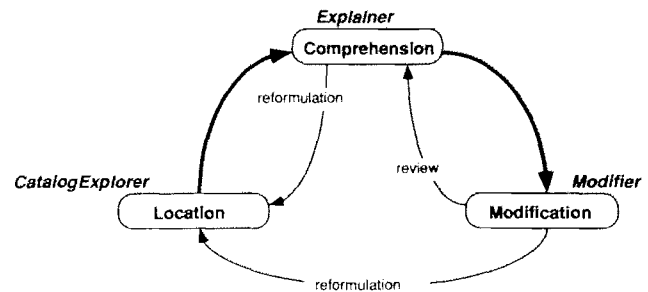 Explainer
Comprehension
reformulation
review
CatalogExplorer
Modifier
Location
Modification
reformulation